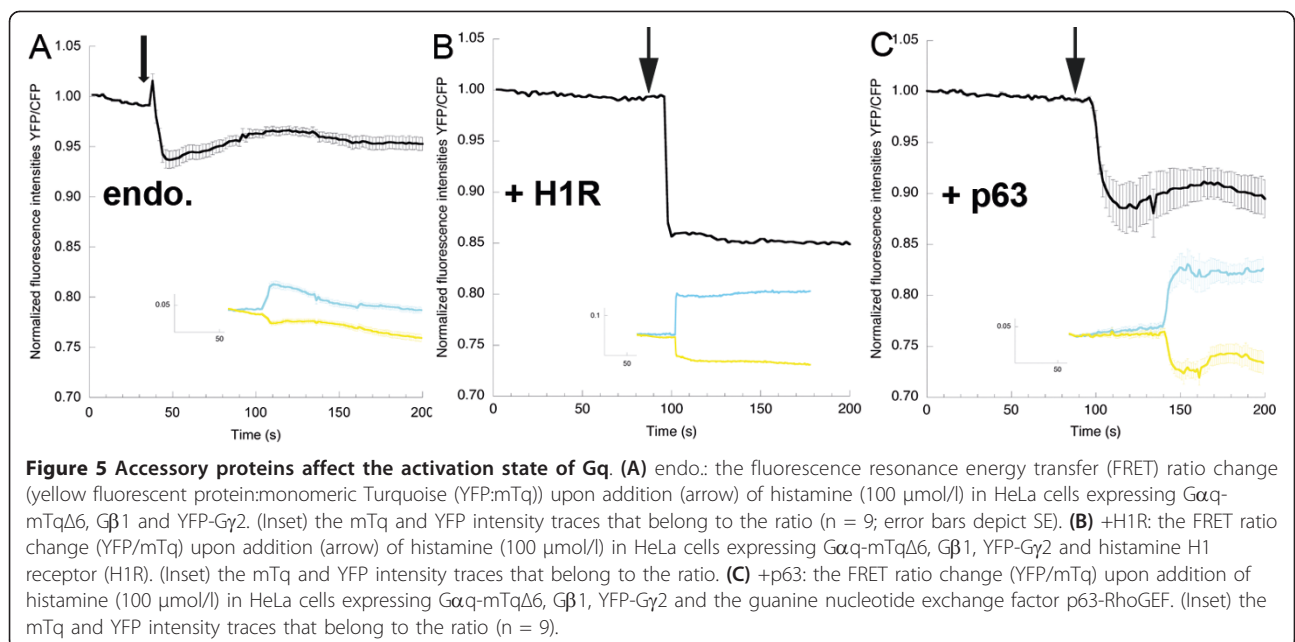 A
B
C
Normalized fluorescence intensities YFP/CFP
1.05
1.00
0.95
0.90
0.85
0.80
0.75
0.70
endo.
0.05
50
0
50
100
150
200
Time (s)
Normalized fluorescence intensities YFP/CFP
1.05
1.00
0.95
0.90
0.85
0.80
0.75
0.70
+ H1R
0.1
50
0
50
100
150
200
Time (s)
Normalized fluorescence intensities YFP/CFP
1.05
1.00
0.95
0.90
0.85
0.80
0.75
0.70
+ p63
0.05
50
0
50
100
150
200
Time (s)
Figure 5 Accessory proteins affect the activation state of Gq. (A) endo.: the fluorescence resonance energy transfer (FRET) ratio change
(yellow fluorescent protein:monomeric Turquoise (YFP:mTq)) upon addition (arrow) of histamine (100 μmol/l) in HeLa cells expressing Gαq-
mTqΔ6, Gβ1 and YFP-Gγ2. (Inset) the mTq and YFP intensity traces that belong to the ratio (n = 9; error bars depict SE). (B) +H1R: the FRET ratio
change (YFP/mTq) upon addition (arrow) of histamine (100 μmol/l) in HeLa cells expressing Gαq-mTqΔ6, Gβ1, YFP-Gγ2 and histamine H1
receptor (H1R). (Inset) the mTq and YFP intensity traces that belong to the ratio. (C) +p63: the FRET ratio change (YFP/mTq) upon addition of
histamine (100 μmol/l) in HeLa cells expressing Gαq-mTqΔ6, Gβ1, YFP-Gγ2 and the guanine nucleotide exchange factor p63-RhoGEF. (Inset) the
mTq and YFP intensity traces that belong to the ratio (n = 9).